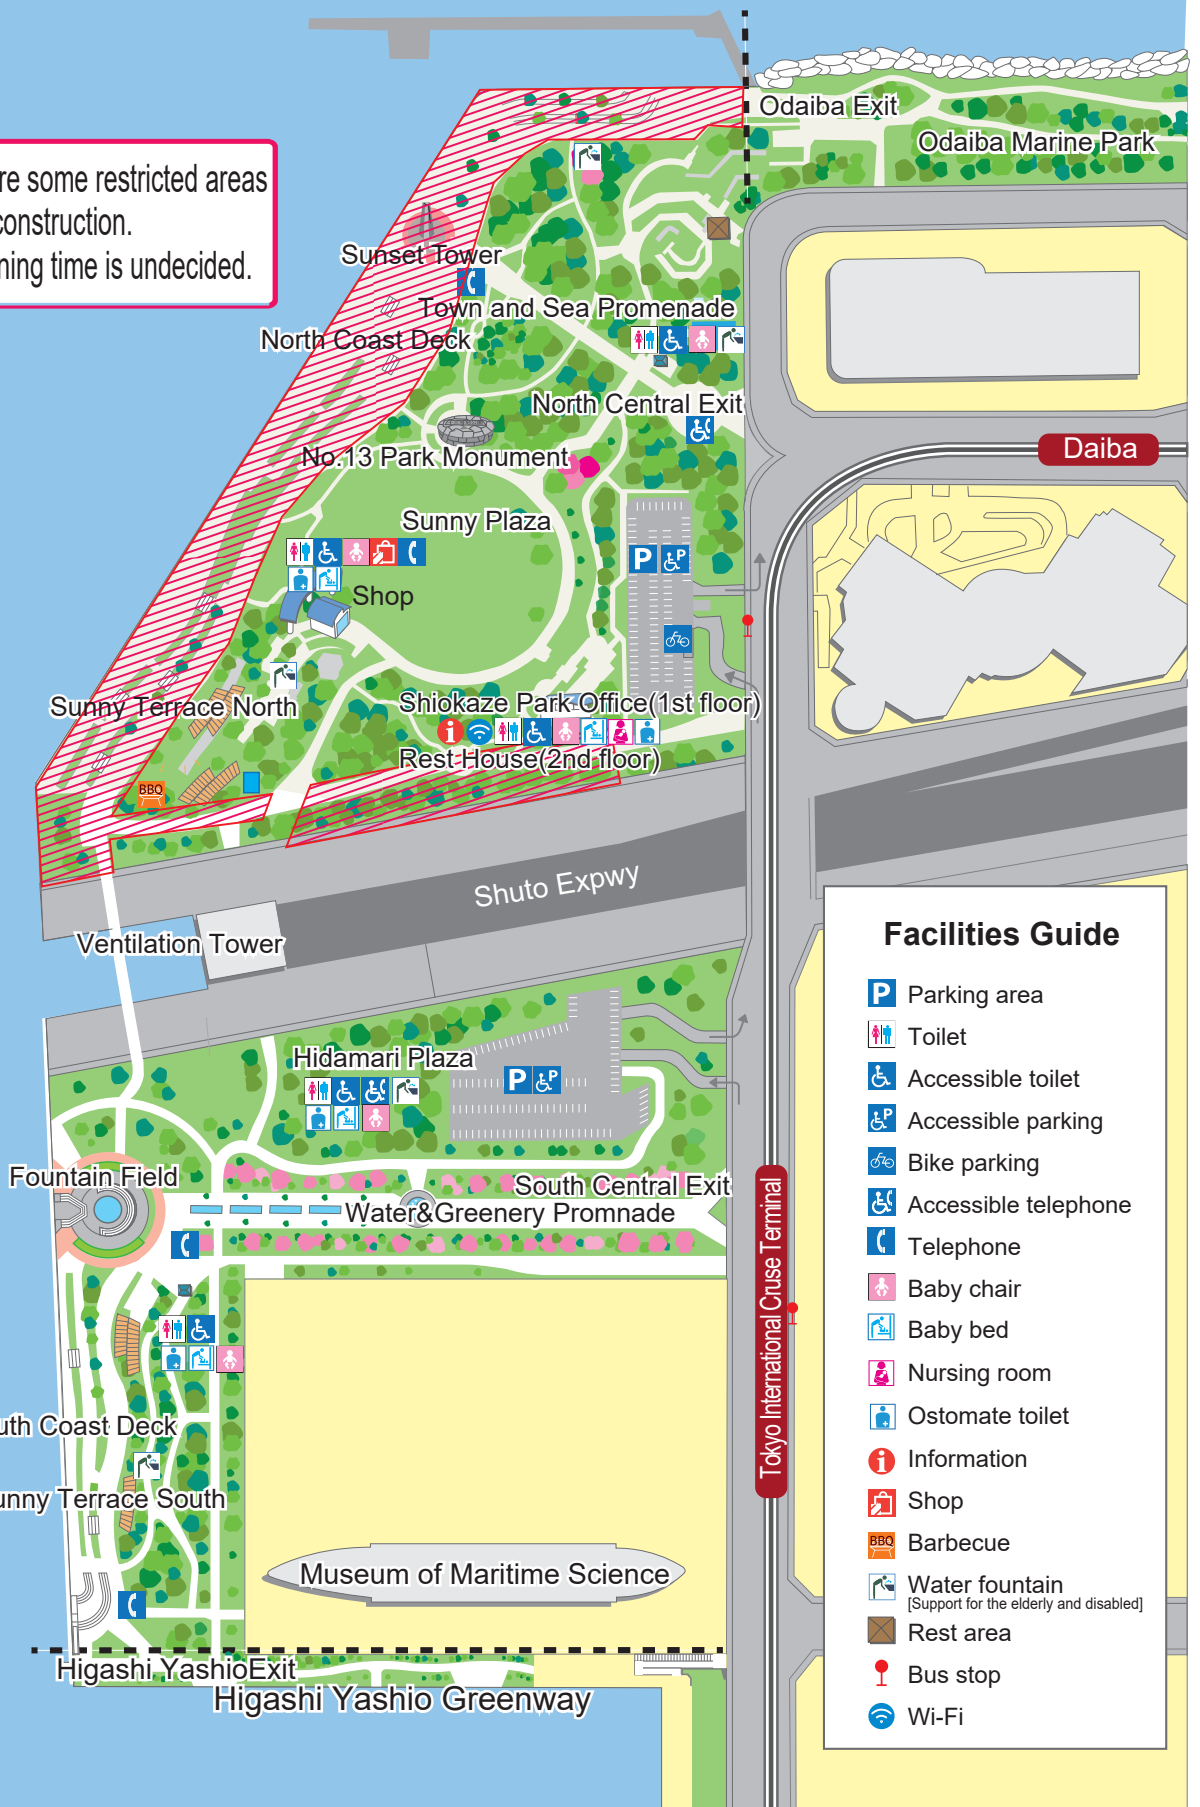 Odaiba Exit
Odaiba Marine Park
re some restricted areas
construction.
ning time is undecided.
Sunset Tower
Town and Sea Promenade
North Coast Deck
North Central Exit
No.13 Park Monument
Daiba
Sunny Plaza
P P
Shop
Sunny Terrace North
Shiokaze Park Office(1st floor)
i
Rest House(2nd floor)
BBQ
Shuto Expwy
Ventilation Tower
Hidamari Plaza
P P
Fountain Field
South Central Exit
Water&Greenery Promnade
Tokyo International Cruse Terminal
uth Coast Deck
unny Terrace South
Museum of Maritime Science
Higashi YashioExit
Higashi Yashio Greenway
Facilities Guide
P Parking area
Toilet
Accessible toilet
P Accessible parking
Bike parking
Accessible telephone
Telephone
Baby chair
Baby bed
Nursing room
Ostomate toilet
i Information
Shop
BBQ Barbecue
Water fountain
[Support for the elderly and disabled]
Rest area
Bus stop
Wi-Fi